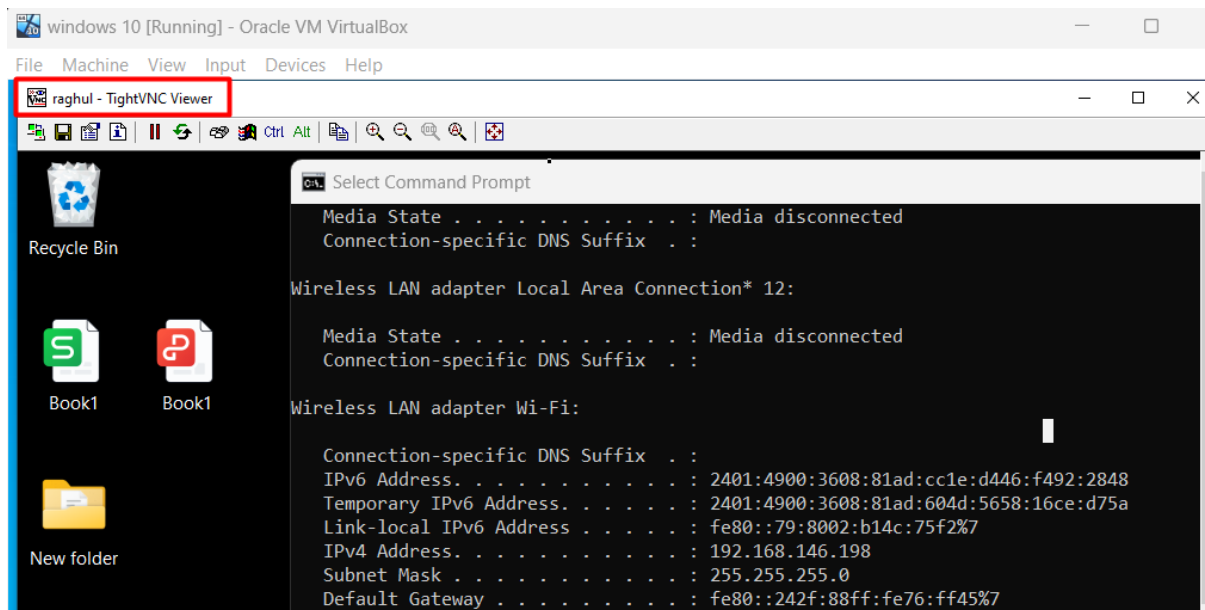 windows 10 [Running] - Oracle VM VirtualBox
File Machine View Input Devices Help
raghul - TightVNC Viewer
Ctrl Alt
Recycle Bin
Book1
Book1
New folder
Select Command Prompt
Media State . . . . . . . . . . . : Media disconnected
Connection-specific DNS Suffix . :
Wireless LAN adapter Local Area Connection* 12:
Media State . . . . . . . . . . . : Media disconnected
Connection-specific DNS Suffix . :
Wireless LAN adapter Wi-Fi:
Connection-specific DNS Suffix . :
IPv6 Address. . . . . . . . . . . : 2401:4900:3608:81ad:cc1e:d446:f492:2848
Temporary IPv6 Address. . . . . . : 2401:4900:3608:81ad:604d:5658:16ce:d75a
Link-local IPv6 Address . . . . . : fe80::79:8002:b14c:75f2%7
IPv4 Address. . . . . . . . . . . : 192.168.146.198
Subnet Mask . . . . . . . . . . . : 255.255.255.0
Default Gateway . . . . . . . . . : fe80::242f:88ff:fe76:ff45%7